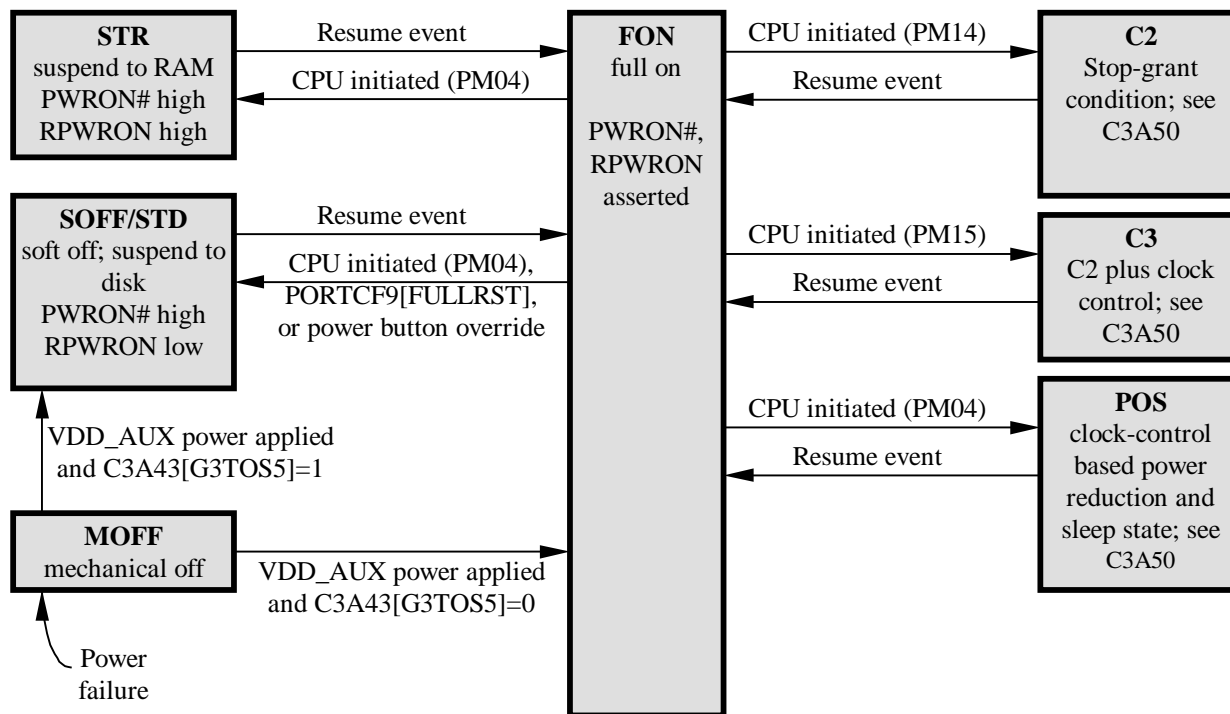 STR
suspend to RAM
PWRON# high
RPWRON high
Resume event
CPU initiated (PM04)
SOFF/STD
soft off; suspend to
disk
PWRON# high
RPWRON low
Resume event
CPU initiated (PM04),
PORTCF9[FULLRST],
or power button override
VDD_AUX power applied
and C3A43[G3TOS5]=1
MOFF
mechanical off
VDD_AUX power applied
and C3A43[G3TOS5]=0
Power
failure
FON
full on
PWRON#,
RPWRON
asserted
CPU initiated (PM14)
Resume event
C2
Stop-grant
condition; see
C3A50
CPU initiated (PM15)
Resume event
C3
C2 plus clock
control; see
C3A50
CPU initiated (PM04)
Resume event
POS
clock-control
based power
reduction and
sleep state; see
C3A50